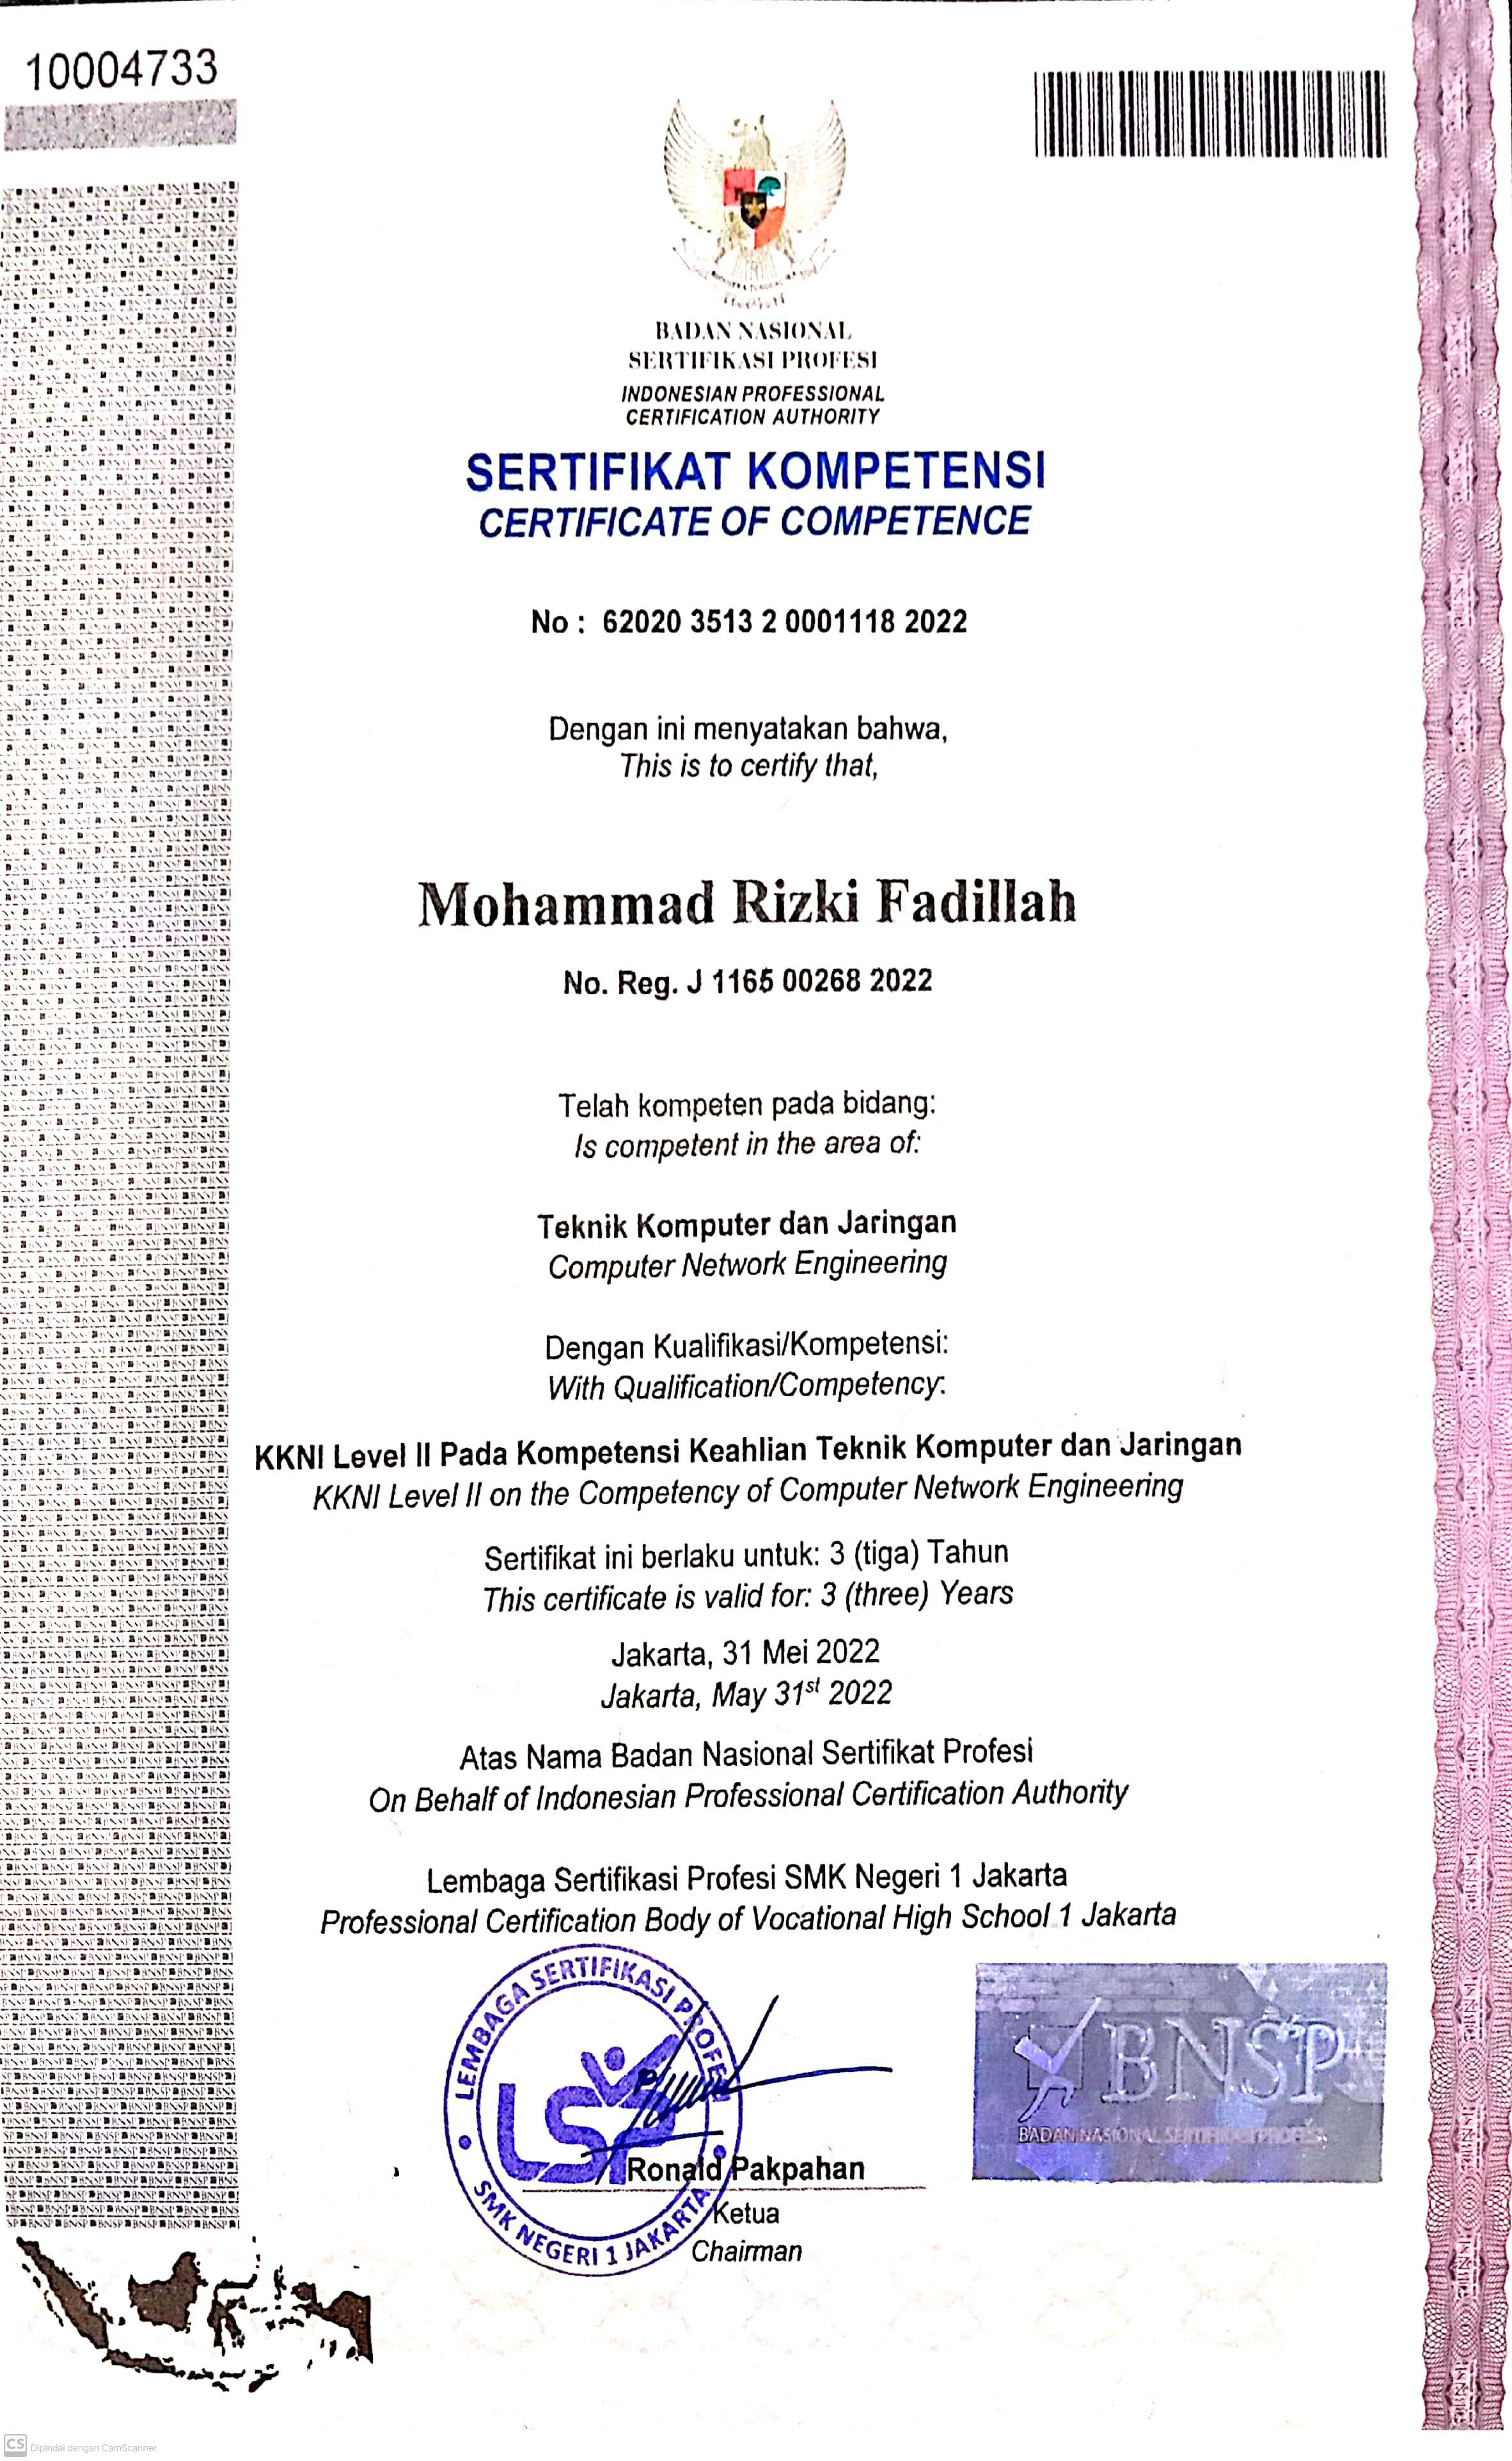 10004733
BADAN NASIONAL
SERTIFIKASI PROFESI
INDONESIAN PROFESSIONAL
CERTIFICATION AUTHORITY
SERTIFIKAT KOMPETENSI
CERTIFICATE OF COMPETENCE
No : 62020 3513 2 0001118 2022
Dengan ini menyatakan bahwa,
This is to certify that,
Mohammad Rizki Fadillah
No. Reg. J 1165 00268 2022
Telah kompeten pada bidang:
Is competent in the area of:
Teknik Komputer dan Jaringan
Computer Network Engineering
Dengan Kualifikasi/Kompetensi:
With Qualification/Competency:
KKNI Level II Pada Kompetensi Keahlian Teknik Komputer dan Jaringan
KKNI Level II on the Competency of Computer Network Engineering
Sertifikat ini berlaku untuk: 3 (tiga) Tahun
This certificate is valid for: 3 (three) Years
Jakarta, 31 Mei 2022
Jakarta, May 31st 2022
Atas Nama Badan Nasional Sertifikat Profesi
On Behalf of Indonesian Professional Certification Authority
Lembaga Sertifikasi Profesi SMK Negeri 1 Jakarta
Professional Certification Body of Vocational High School 1 Jakarta
LEMBAGA SERTIFIKASI PROFESI
LSP
SMK NEGERI 1 JAKARTA
BNSP
BADAN NASIONAL SERTIFIKASI PROFESI
Ronald Pakpahan
Ketua
Chairman
CS Dipindai dengan CamScanner